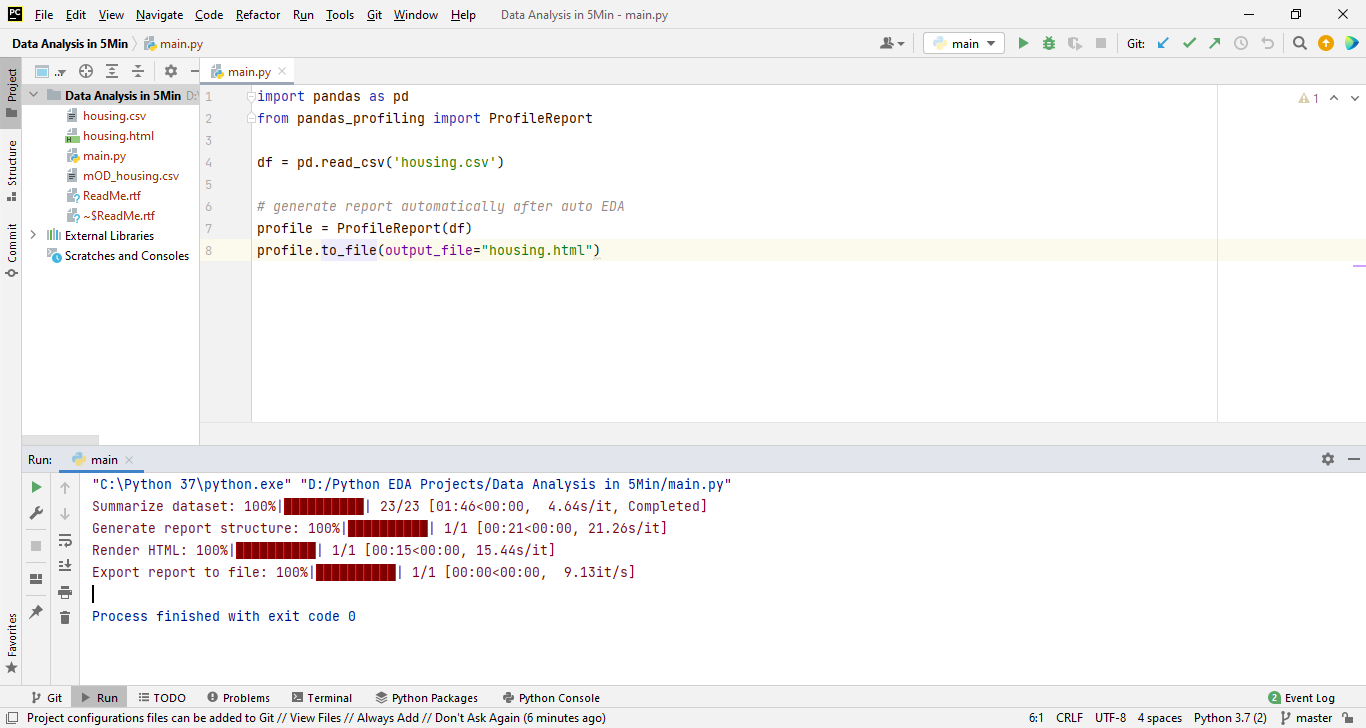 PC File Edit View Navigate Code Refactor Run Tools Git Window Help Data Analysis in 5Min - main.py
Data Analysis in 5Min main.py main Git:
Project
Structure
Commit
Favorites
.. main.py
Data Analysis in 5Min D:\
housing.csv
housing.html
main.py
mOD_housing.csv
ReadMe.rtf
~$ReadMe.rtf
External Libraries
Scratches and Consoles
1 import pandas as pd
2 from pandas_profiling import ProfileReport
3
4 df = pd.read_csv('housing.csv')
5
6 # generate report automatically after auto EDA
7 profile = ProfileReport(df)
8 profile.to_file(output_file="housing.html")
1
Run: main
"C:\Python 37\python.exe" "D:/Python EDA Projects/Data Analysis in 5Min/main.py"
Summarize dataset: 100%|██████████| 23/23 [01:46<00:00,  4.64s/it, Completed]
Generate report structure: 100%|██████████| 1/1 [00:21<00:00, 21.26s/it]
Render HTML: 100%|██████████| 1/1 [00:15<00:00, 15.44s/it]
Export report to file: 100%|██████████| 1/1 [00:00<00:00,  9.13it/s]
Process finished with exit code 0
Git Run TODO Problems Terminal Python Packages Python Console 2 Event Log
Project configurations files can be added to Git // View Files // Always Add // Don't Ask Again (6 minutes ago) 6:1 CRLF UTF-8 4 spaces Python 3.7 (2) master